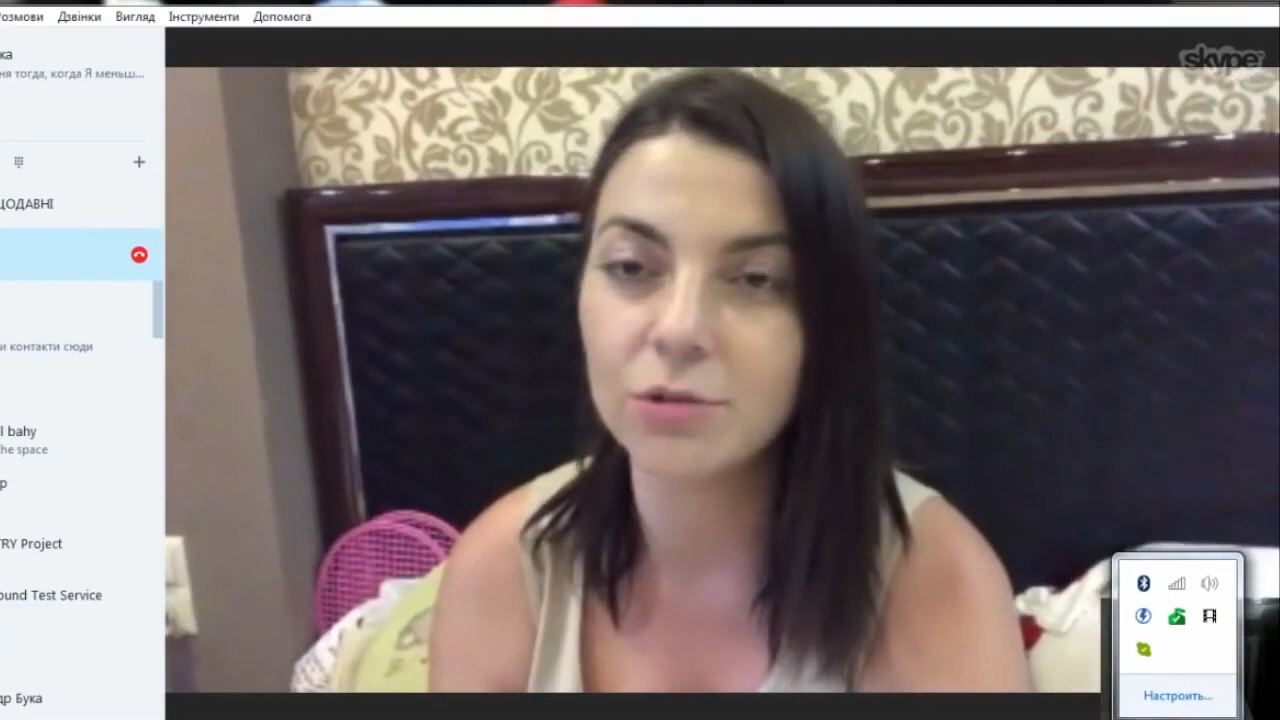 Розмови Дзвінки Вигляд Інструменти Допомога
skype
ка
ня тогда, когда Я меньш...
ЩОДАВНІ
и контакти сюди
l bahy
he space
р
TRY Project
ound Test Service
др Бука
Настроить...